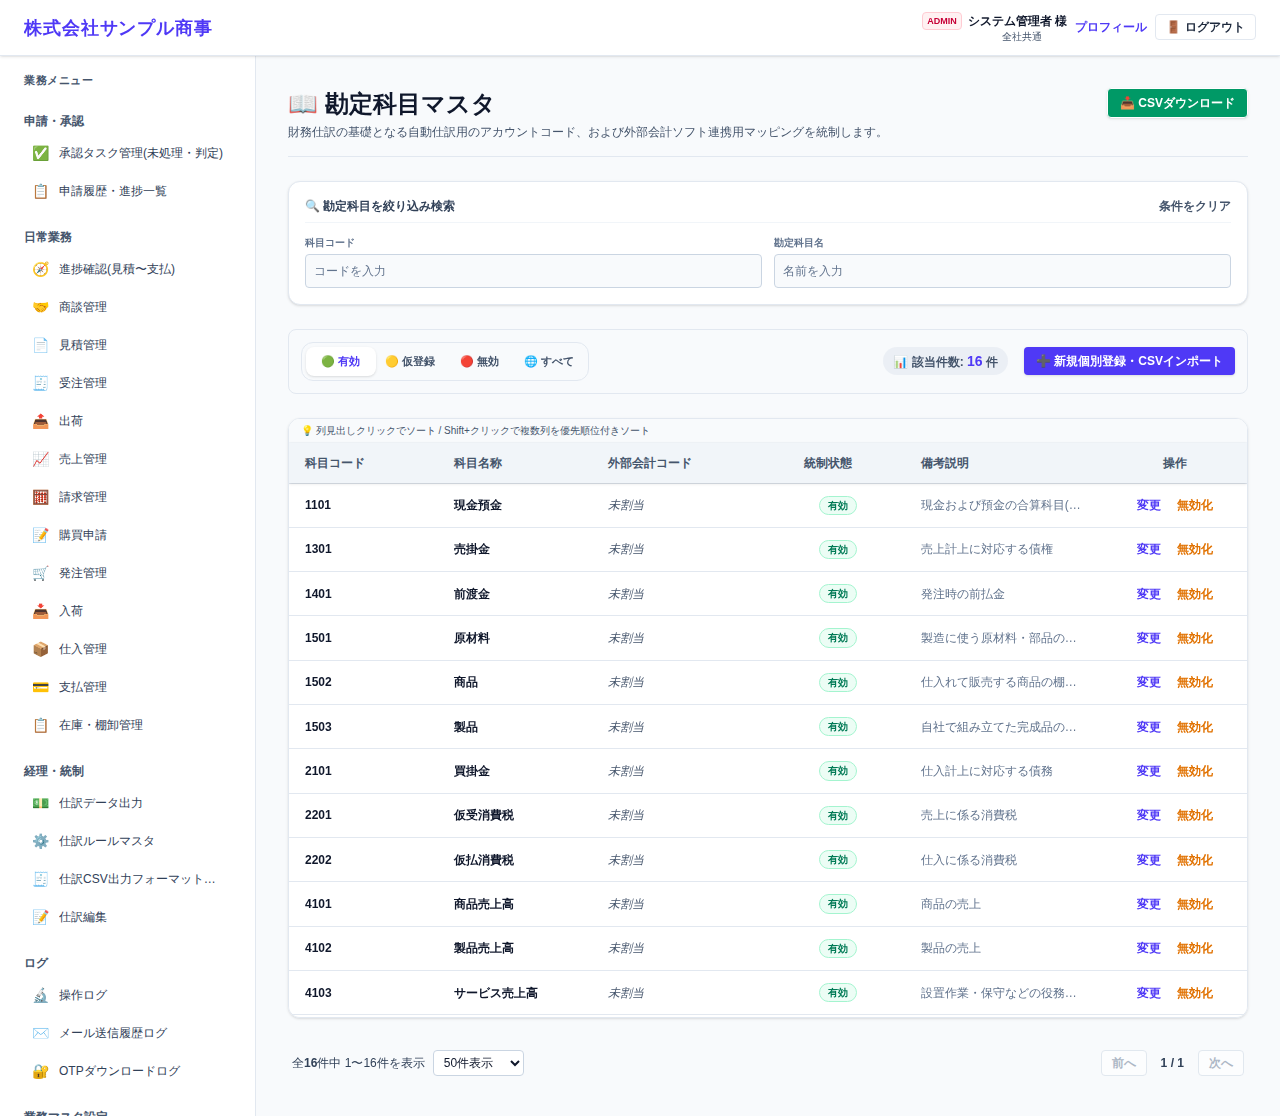 株式会社サンプル商事
ADMIN システム管理者 様
全社共通
プロフィール
🚪 ログアウト
業務メニュー
申請・承認
✅ 承認タスク管理(未処理・判定)
📋 申請履歴・進捗一覧
日常業務
🧭 進捗確認(見積〜支払)
🤝 商談管理
📄 見積管理
🧾 受注管理
📤 出荷
📈 売上管理
🧮 請求管理
📝 購買申請
🛒 発注管理
📥 入荷
📦 仕入管理
💳 支払管理
📋 在庫・棚卸管理
経理・統制
💵 仕訳データ出力
⚙️ 仕訳ルールマスタ
🧾 仕訳CSV出力フォーマット…
📝 仕訳編集
ログ
🔬 操作ログ
✉️ メール送信履歴ログ
🔐 OTPダウンロードログ
業務マスタ設定
📖 勘定科目マスタ
財務仕訳の基礎となる自動仕訳用のアカウントコード、および外部会計ソフト連携用マッピングを統制します。
📥 CSVダウンロード
🔍 勘定科目を絞り込み検索
条件をクリア
科目コード 勘定科目名
コードを入力 名前を入力
🟢 有効 🟡 仮登録 🔴 無効 🌐 すべて
📊 該当件数: 16 件
➕ 新規個別登録・CSVインポート
💡 列見出しクリックでソート / Shift+クリックで複数列を優先順位付きソート
科目コード 科目名称 外部会計コード 統制状態 備考説明 操作
1101 現金預金 未割当 有効 現金および預金の合算科目(… 変更 無効化
1301 売掛金 未割当 有効 売上計上に対応する債権 変更 無効化
1401 前渡金 未割当 有効 発注時の前払金 変更 無効化
1501 原材料 未割当 有効 製造に使う原材料・部品の… 変更 無効化
1502 商品 未割当 有効 仕入れて販売する商品の棚… 変更 無効化
1503 製品 未割当 有効 自社で組み立てた完成品の… 変更 無効化
2101 買掛金 未割当 有効 仕入計上に対応する債務 変更 無効化
2201 仮受消費税 未割当 有効 売上に係る消費税 変更 無効化
2202 仮払消費税 未割当 有効 仕入に係る消費税 変更 無効化
4101 商品売上高 未割当 有効 商品の売上 変更 無効化
4102 製品売上高 未割当 有効 製品の売上 変更 無効化
4103 サービス売上高 未割当 有効 設置作業・保守などの役務… 変更 無効化
全16件中 1〜16件を表示 50件表示
前へ 1 / 1 次へ